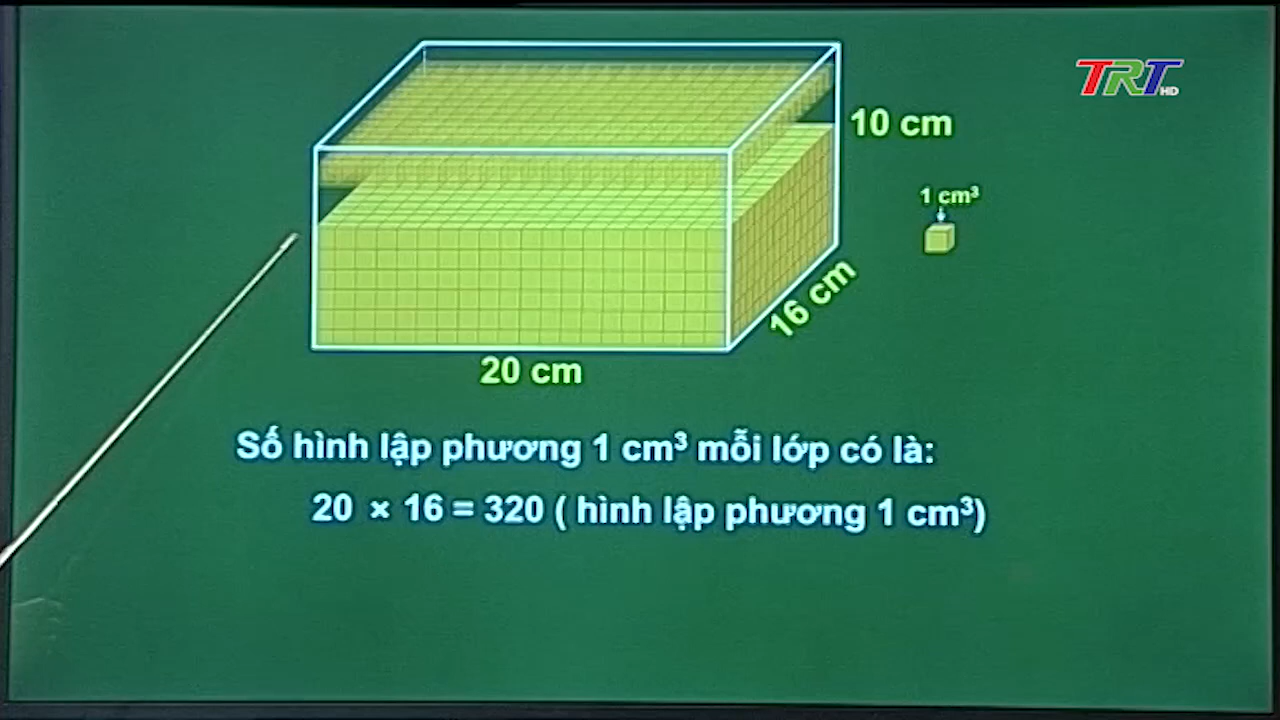 TRT HD
10 cm
1 cm³
16 cm
20 cm
Số hình lập phương 1 cm³ mỗi lớp có là:
20 × 16 = 320 ( hình lập phương 1 cm³)